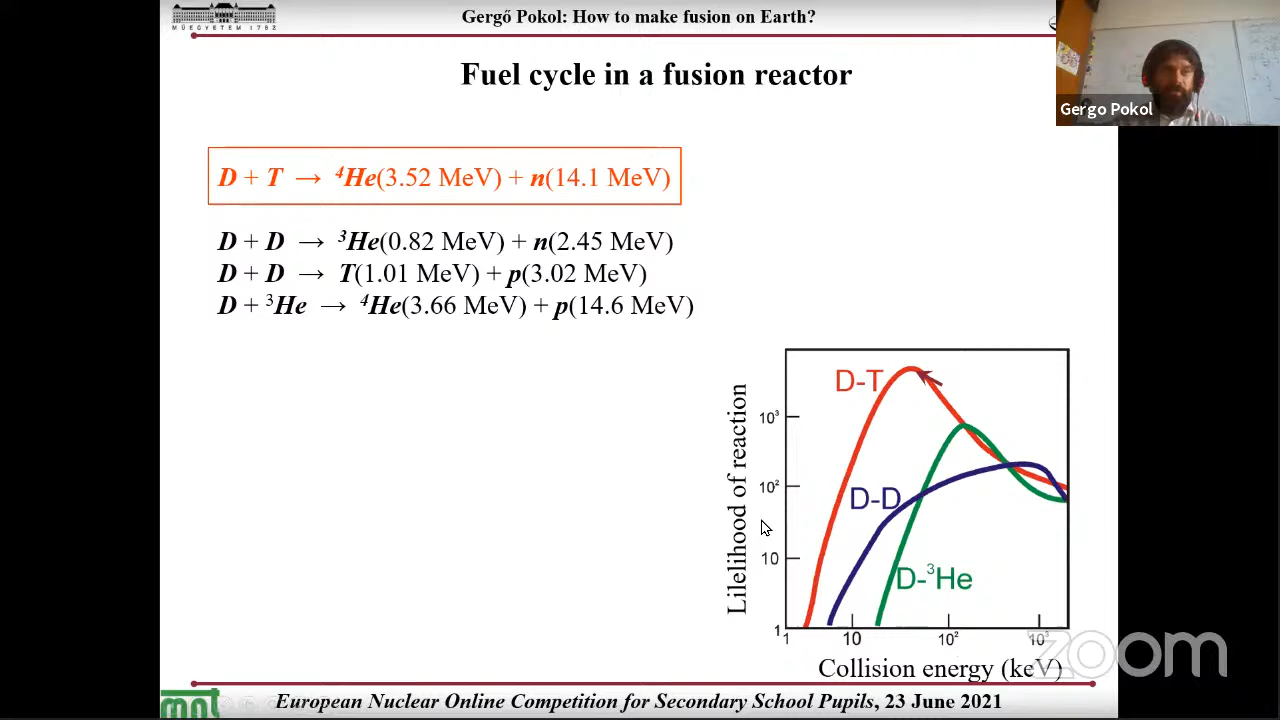 Gergő Pokol: How to make fusion on Earth?
MŰEGYETEM 1782
Fuel cycle in a fusion reactor
Gergo Pokol
D + T → ⁴He(3.52 MeV) + n(14.1 MeV)
D + D → ³He(0.82 MeV) + n(2.45 MeV)
D + D → T(1.01 MeV) + p(3.02 MeV)
D + ³He → ⁴He(3.66 MeV) + p(14.6 MeV)
Lilelihood of reaction
D-T
10³
D-D
10²
10
D-³He
1
1 10 10² 10³
Collision energy (keV)
zoom
European Nuclear Online Competition for Secondary School Pupils, 23 June 2021